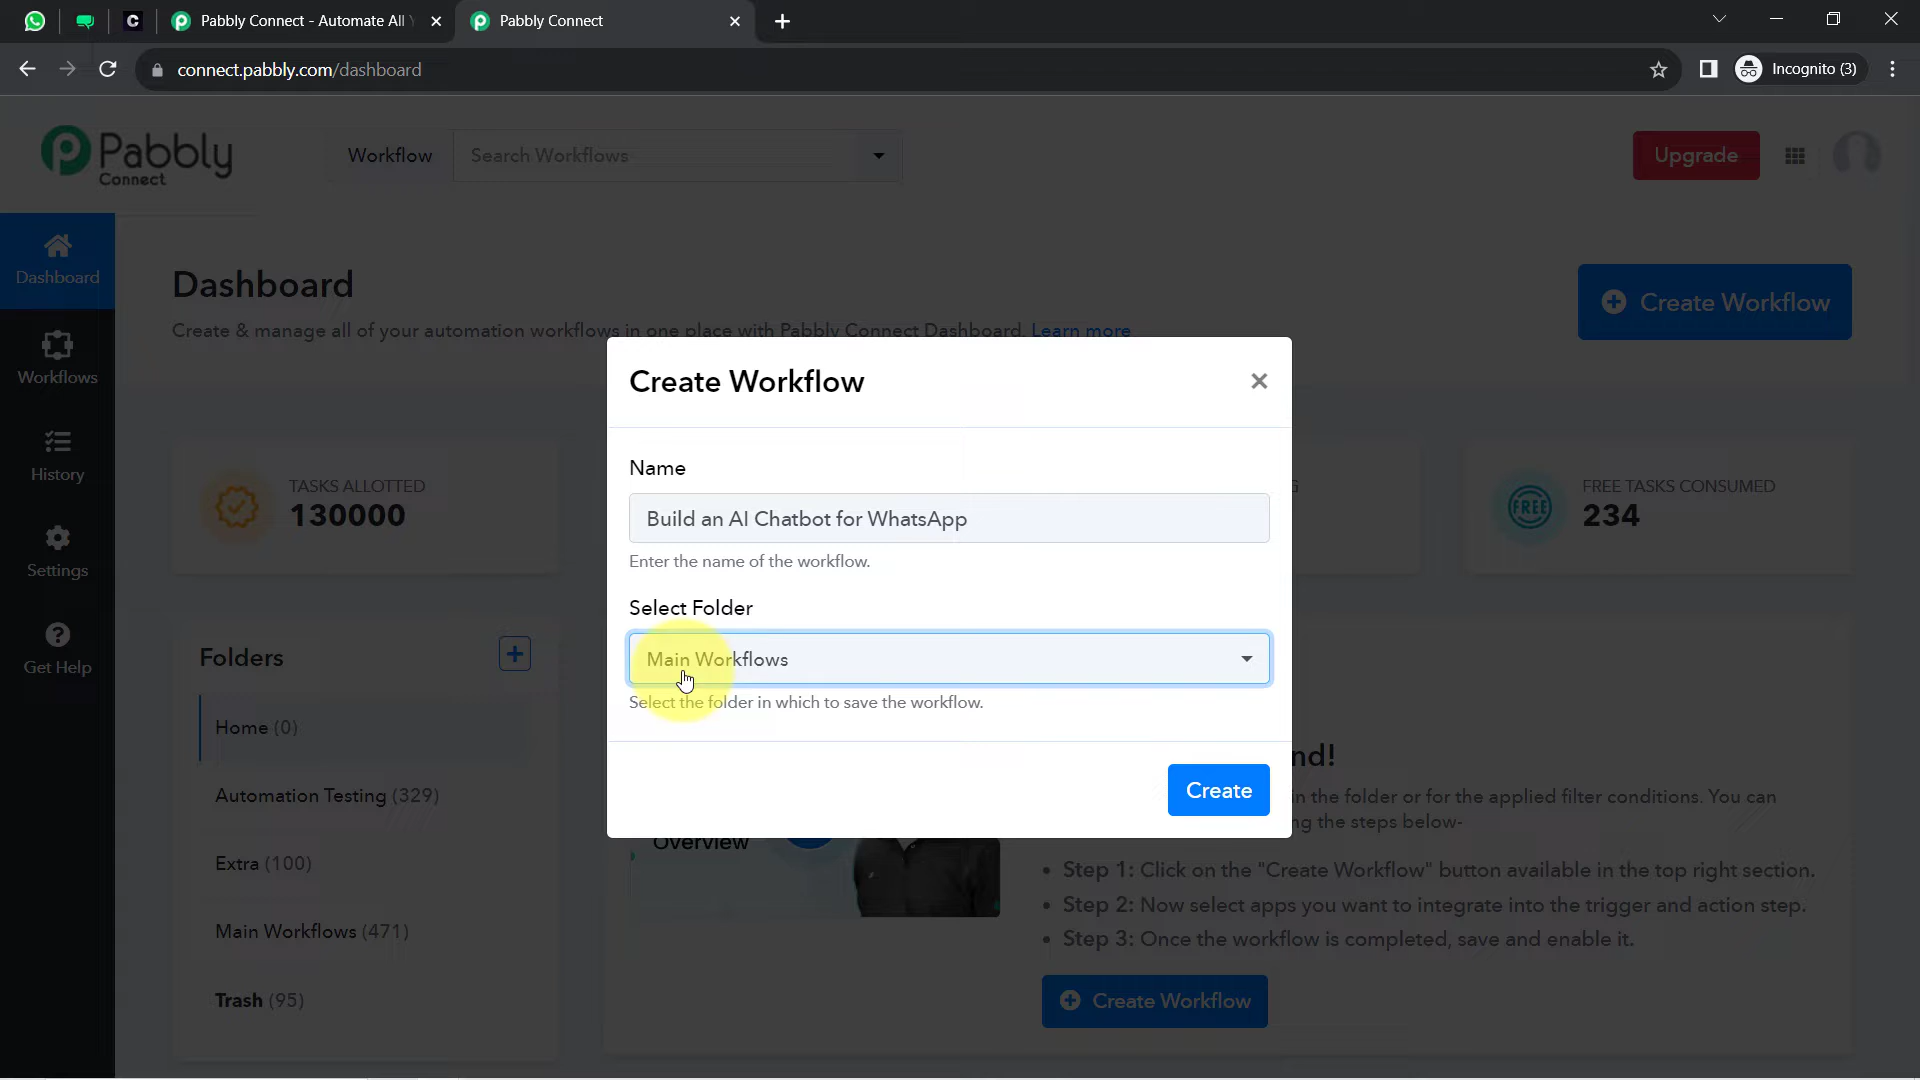 Pabbly Connect - Automate All
Pabbly Connect
connect.pabbly.com/dashboard
Incognito (3)
Pabbly
Connect
Workflow
Search Workflows
Upgrade
Dashboard
Workflows
History
Settings
Get Help
Dashboard
Create & manage all of your automation workflows in one place with Pabbly Connect Dashboard. Learn more
Create Workflow
TASKS ALLOTTED
130000
FREE TASKS CONSUMED
FREE
234
Folders
Home (0)
Automation Testing (329)
Extra (100)
Main Workflows (471)
Trash (95)
Create Workflow
Name
Build an AI Chatbot for WhatsApp
Enter the name of the workflow.
Select Folder
Main Workflows
Select the folder in which to save the workflow.
Create
Overview
nd!
in the folder or for the applied filter conditions. You can
ng the steps below-
• Step 1: Click on the "Create Workflow" button available in the top right section.
• Step 2: Now select apps you want to integrate into the trigger and action step.
• Step 3: Once the workflow is completed, save and enable it.
Create Workflow